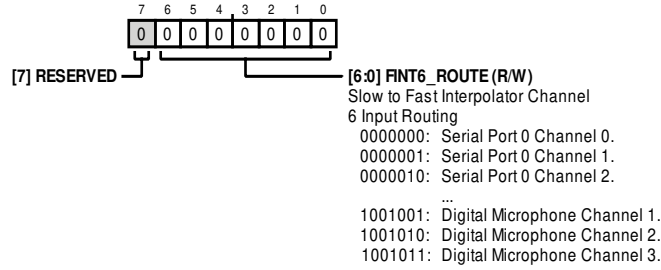 7 6 5 4 3 2 1 0
0 0 0 0 0 0 0 0
[7] RESERVED
[6:0] FINT6_ROUTE (R/W)
Slow to Fast Interpolator Channel
6 Input Routing
0000000: Serial Port 0 Channel 0.
0000001: Serial Port 0 Channel 1.
0000010: Serial Port 0 Channel 2.
...
1001001: Digital Microphone Channel 1.
1001010: Digital Microphone Channel 2.
1001011: Digital Microphone Channel 3.